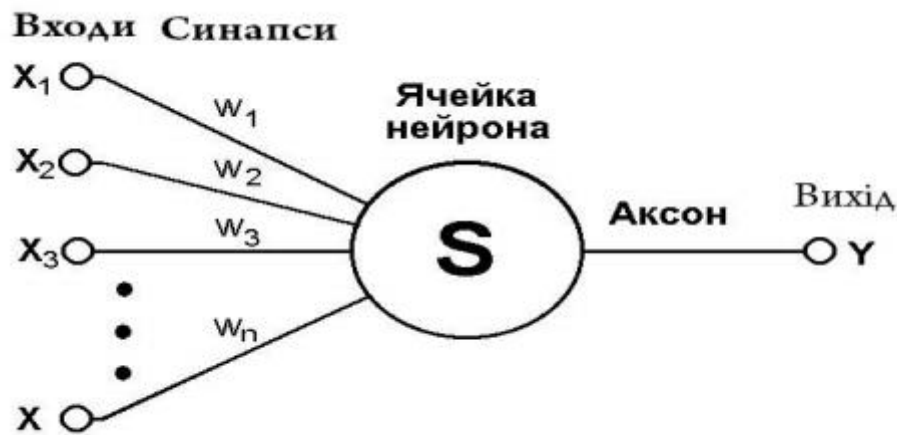 Входи Синапси
X₁
w₁
Ячейка
нейрона
X₂
w₂
Аксон
Вихід
X₃
w₃
S
Y
wₙ
X